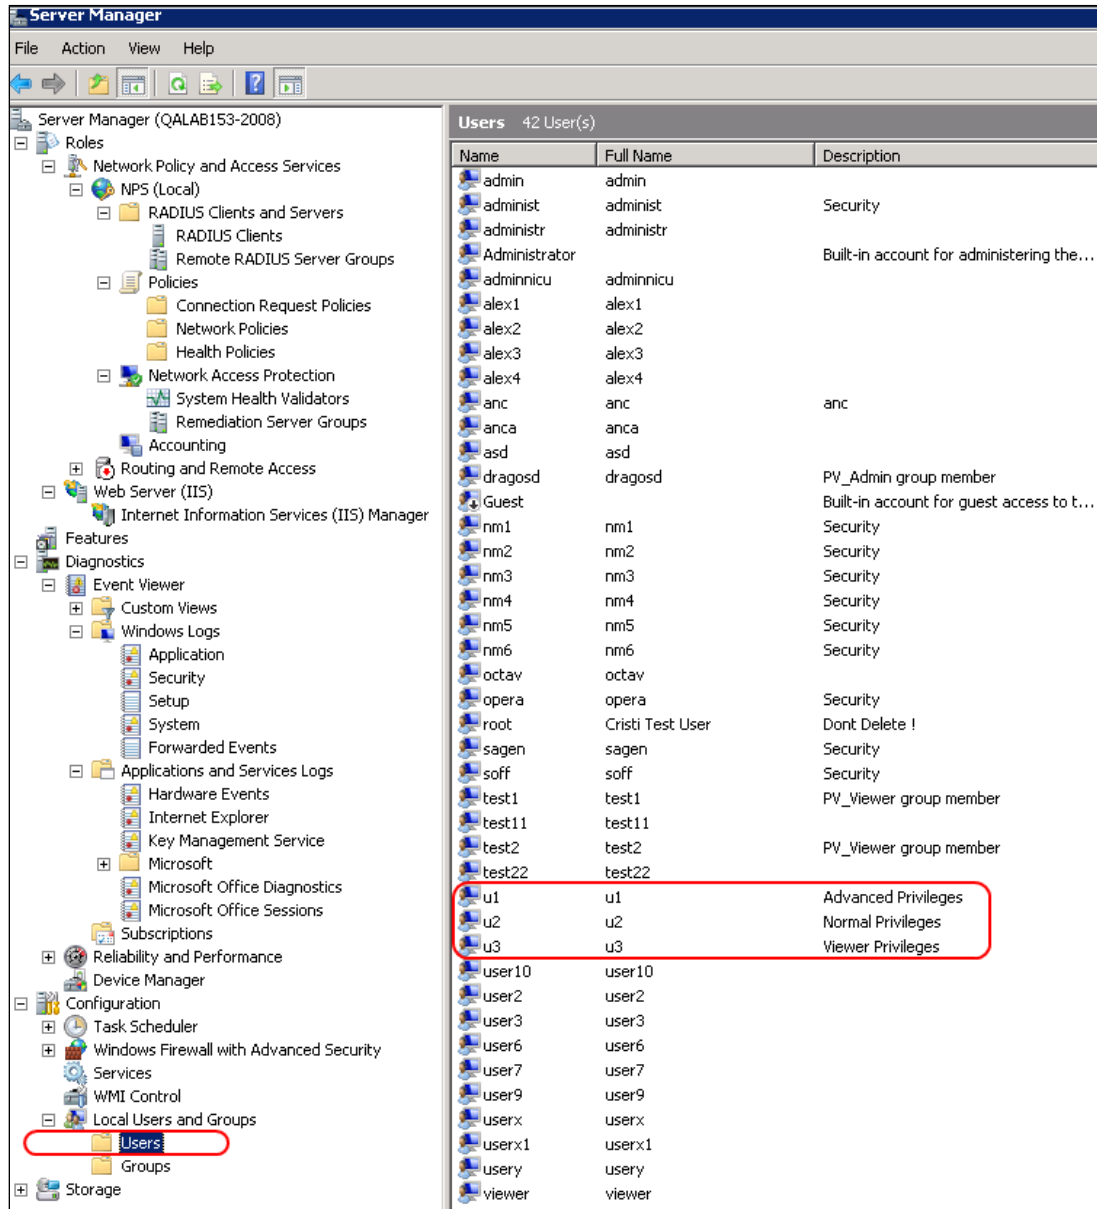 Server Manager
File Action View Help
Server Manager (QALAB153-2008)
Roles
Network Policy and Access Services
NPS (Local)
RADIUS Clients and Servers
RADIUS Clients
Remote RADIUS Server Groups
Policies
Connection Request Policies
Network Policies
Health Policies
Network Access Protection
System Health Validators
Remediation Server Groups
Accounting
Routing and Remote Access
Web Server (IIS)
Internet Information Services (IIS) Manager
Features
Diagnostics
Event Viewer
Custom Views
Windows Logs
Application
Security
Setup
System
Forwarded Events
Applications and Services Logs
Hardware Events
Internet Explorer
Key Management Service
Microsoft
Microsoft Office Diagnostics
Microsoft Office Sessions
Subscriptions
Reliability and Performance
Device Manager
Configuration
Task Scheduler
Windows Firewall with Advanced Security
Services
WMI Control
Local Users and Groups
Users
Groups
Storage
Users 42 User(s)
Name Full Name Description
admin admin
administ administ Security
administr administr
Administrator Built-in account for administering the...
adminnicu adminnicu
alex1 alex1
alex2 alex2
alex3 alex3
alex4 alex4
anc anc anc
anca anca
asd asd
dragosd dragosd PV_Admin group member
Guest Built-in account for guest access to t...
nm1 nm1 Security
nm2 nm2 Security
nm3 nm3 Security
nm4 nm4 Security
nm5 nm5 Security
nm6 nm6 Security
octav octav
opera opera Security
root Cristi Test User Dont Delete !
sagen sagen Security
soff soff Security
test1 test1 PV_Viewer group member
test11 test11
test2 test2 PV_Viewer group member
test22 test22
u1 u1 Advanced Privileges
u2 u2 Normal Privileges
u3 u3 Viewer Privileges
user10 user10
user2 user2
user3 user3
user6 user6
user7 user7
user9 user9
userx userx
userx1 userx1
usery usery
viewer viewer